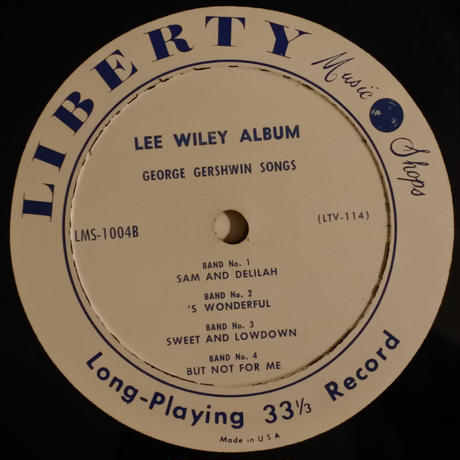 LIBERTY Music Shops
LEE WILEY ALBUM
GEORGE GERSHWIN SONGS
LMS-1004B
(LTV-114)
BAND No. 1
SAM AND DELILAH
BAND No. 2
'S WONDERFUL
BAND No. 3
SWEET AND LOWDOWN
BAND No. 4
BUT NOT FOR ME
Long-Playing 33⅓ Record
Made in USA